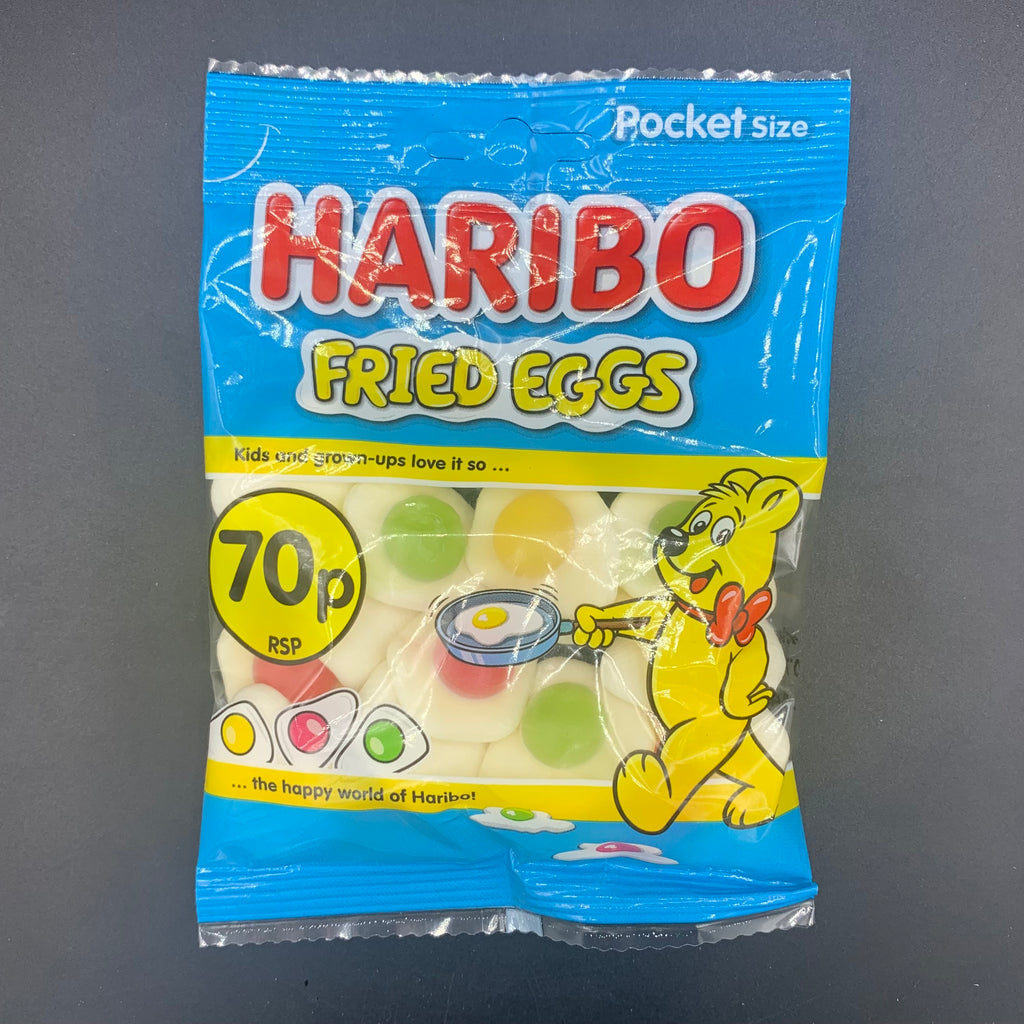 Pocket Size
HARIBO
FRIED EGGS
Kids and grown-ups love it so ...
70p
RSP
... the happy world of Haribo!